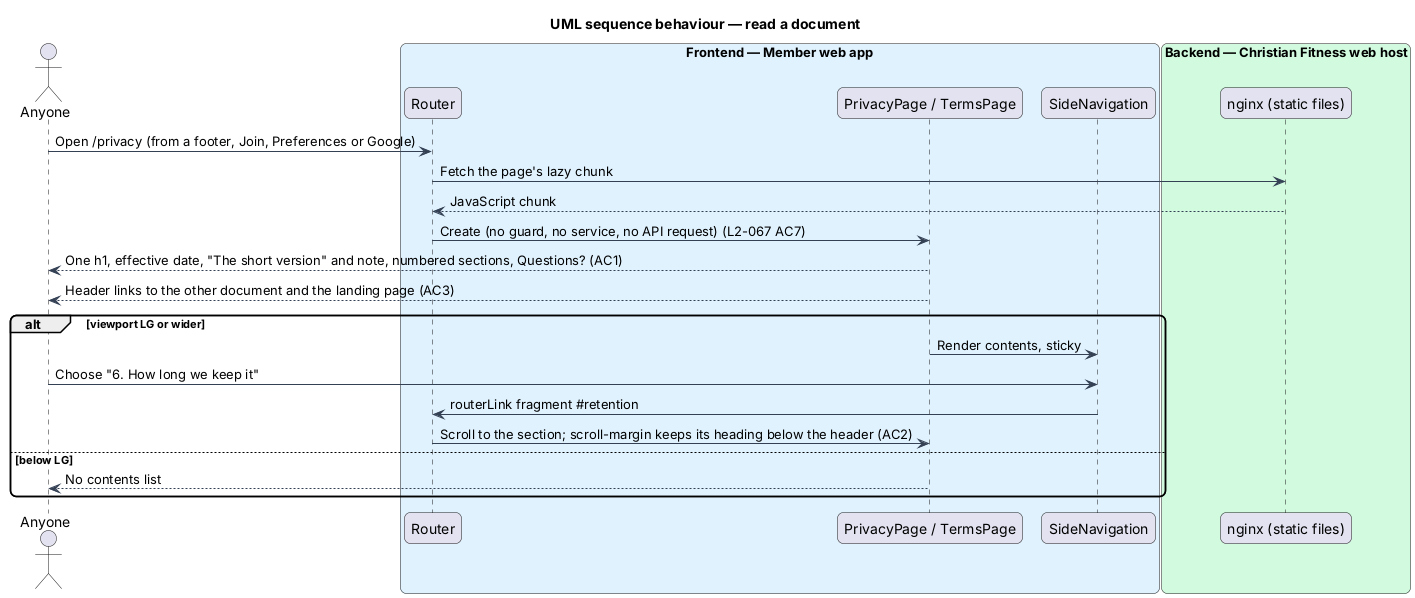 UML sequence behaviour — read a document
Frontend — Member web app
Backend — Christian Fitness web host
Anyone
Router
PrivacyPage / TermsPage
SideNavigation
nginx (static files)
Open /privacy (from a footer, Join, Preferences or Google)
Fetch the page's lazy chunk
JavaScript chunk
Create (no guard, no service, no API request) (L2-067 AC7)
One h1, effective date, "The short version" and note, numbered sections, Questions? (AC1)
Header links to the other document and the landing page (AC3)
alt [viewport LG or wider]
Render contents, sticky
Choose "6. How long we keep it"
routerLink fragment #retention
Scroll to the section; scroll-margin keeps its heading below the header (AC2)
[below LG]
No contents list
Anyone
Router
PrivacyPage / TermsPage
SideNavigation
nginx (static files)